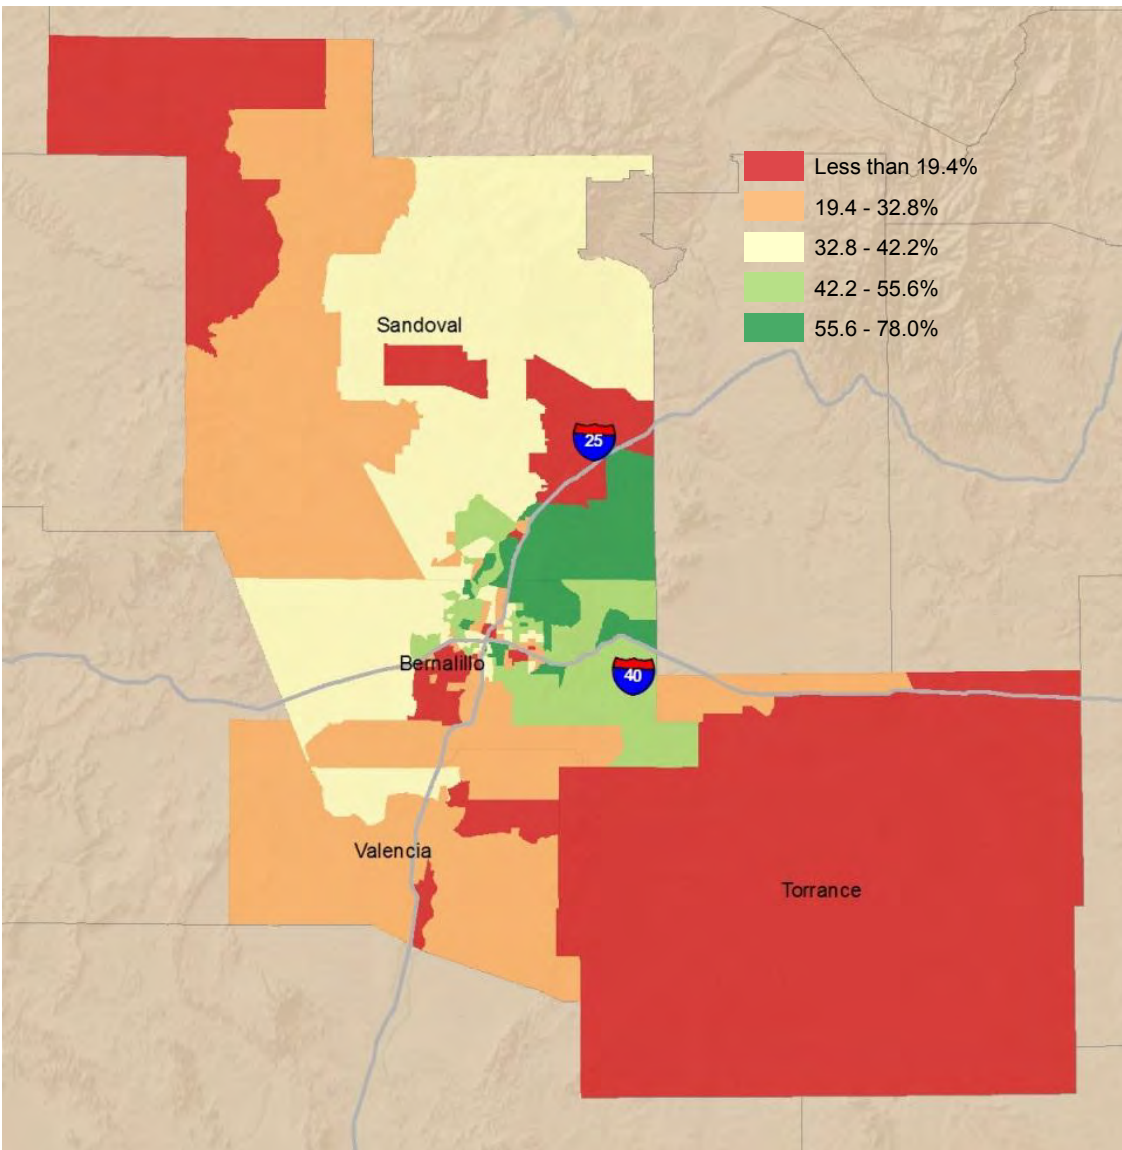 Less than 19.4%
19.4 - 32.8%
32.8 - 42.2%
42.2 - 55.6%
55.6 - 78.0%
Sandoval
25
Bernalillo
40
Valencia
Torrance